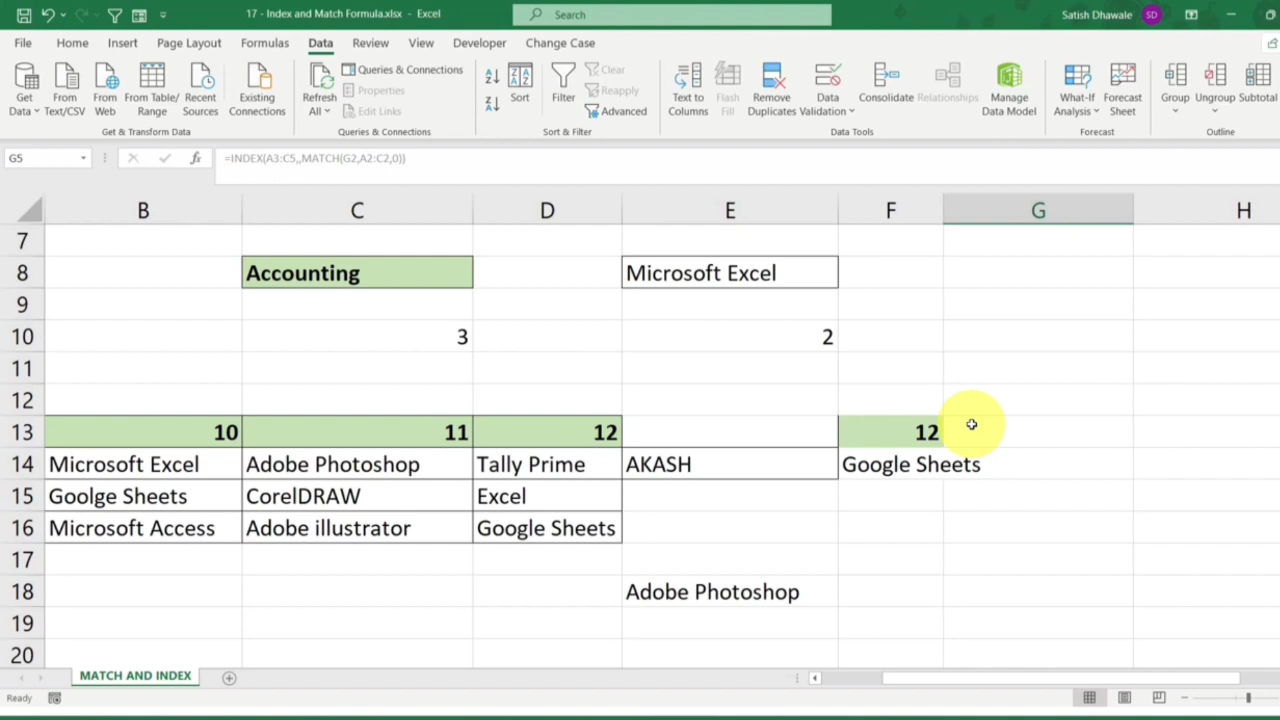 17 - Index and Match Formula.xlsx - Excel
Search
Satish Dhawale SD
File Home Insert Page Layout Formulas Data Review View Developer Change Case
Get Data
From Text/CSV
From Web
From Table/ Range
Recent Sources
Existing Connections
Get & Transform Data
Refresh All
Queries & Connections
Properties
Edit Links
Queries & Connections
Sort
Filter
Clear
Reapply
Advanced
Sort & Filter
Text to Columns
Flash Fill
Remove Duplicates
Data Validation
Consolidate
Relationships
Manage Data Model
Data Tools
What-If Analysis
Forecast Sheet
Forecast
Group
Ungroup
Subtotal
Outline
G5 fx =INDEX(A3:C5,,MATCH(G2,A2:C2,0))
B C D E F G H
7
8 Accounting Microsoft Excel
9
10 3 2
11
12
13 10 11 12 12
14 Microsoft Excel Adobe Photoshop Tally Prime AKASH Google Sheets
15 Goolge Sheets CorelDRAW Excel
16 Microsoft Access Adobe illustrator Google Sheets
17
18 Adobe Photoshop
19
20
MATCH AND INDEX
Ready